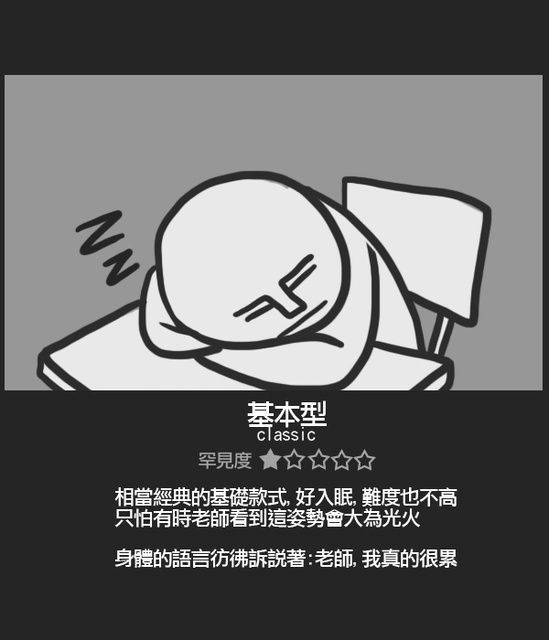 ZZ
基本型
classic
罕見度 ★☆☆☆☆
相當經典的基礎款式, 好入眠, 難度也不高
只怕有時老師看到這姿勢會大為光火
身體的語言彷彿訴説著:老師, 我真的很累